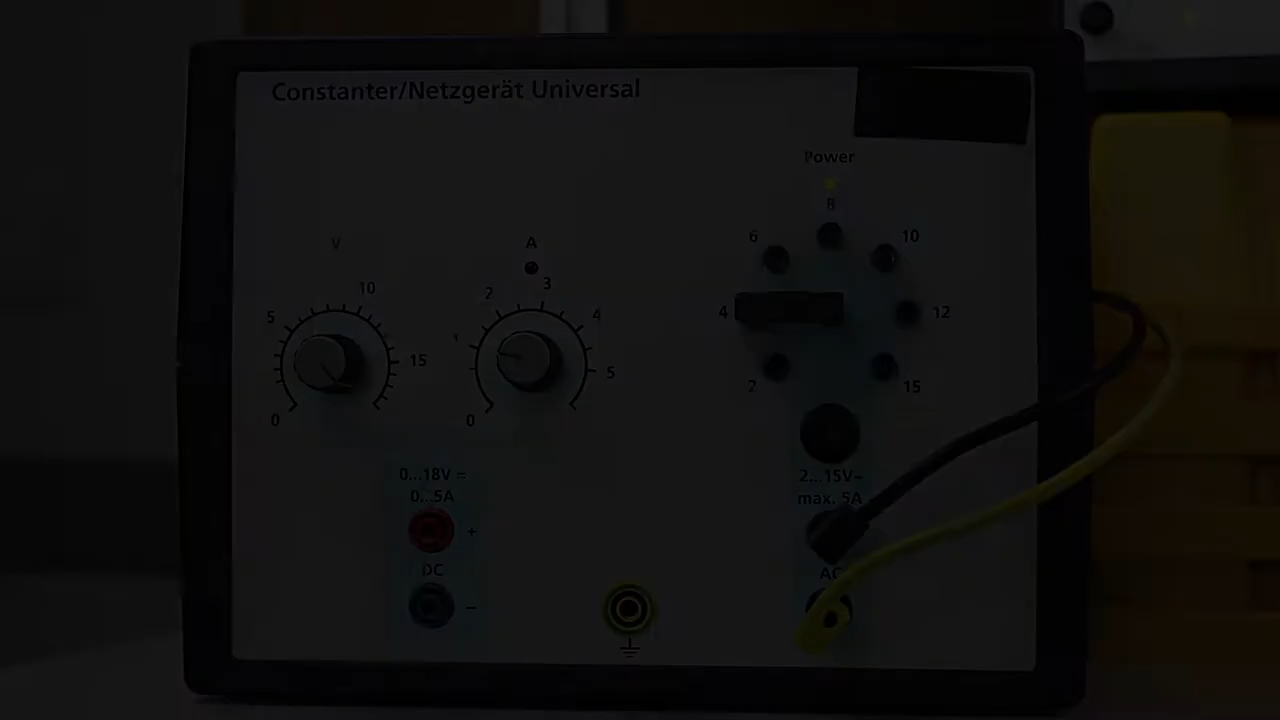 Constanter/Netzgerät Universal
Power
8
6
10
4
12
2
15
V
10
5
15
0
A
3
2
4
1
5
0
0...18V =
0...5A
+
DC
−
2...15V~
max. 5A
AC